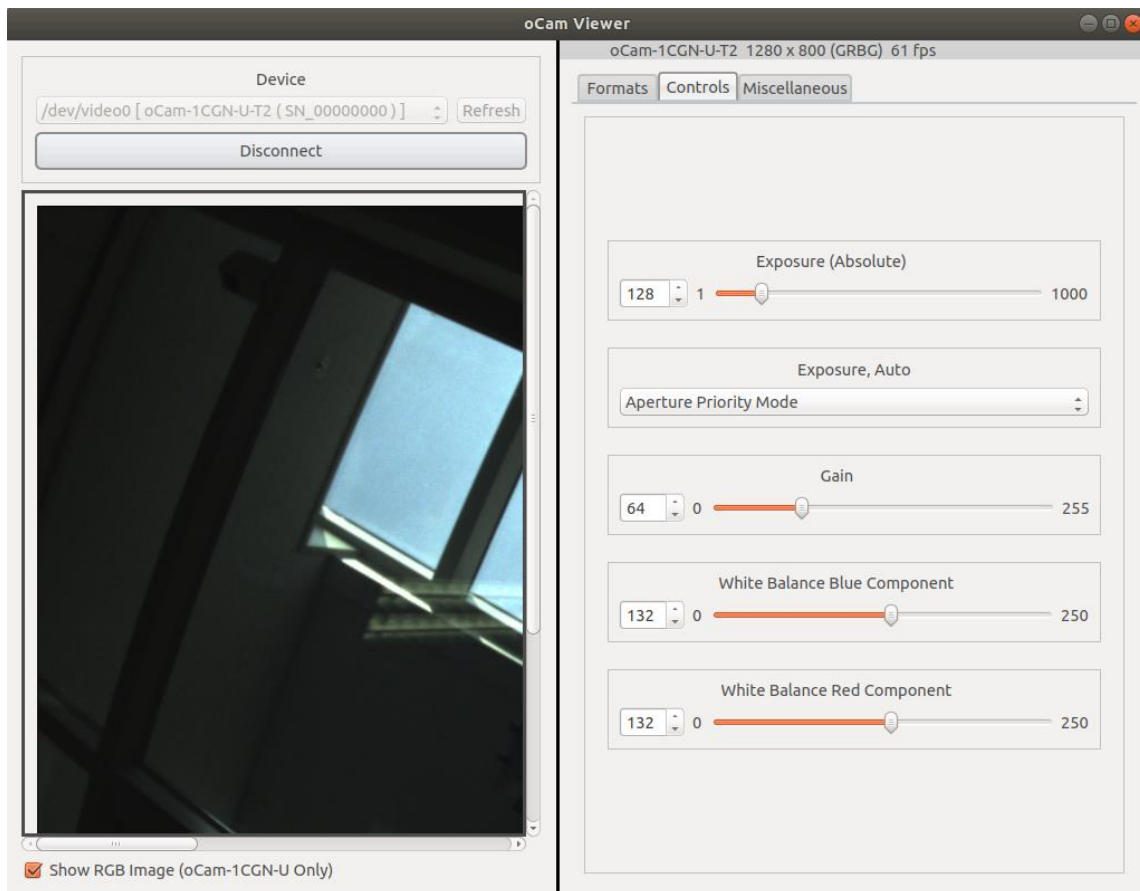 oCam Viewer
Device
/dev/video0 [ oCam-1CGN-U-T2 ( SN_00000000 ) ]
Refresh
Disconnect
Show RGB Image (oCam-1CGN-U Only)
oCam-1CGN-U-T2 1280 x 800 (GRBG) 61 fps
Formats Controls Miscellaneous
Exposure (Absolute)
128 1 1000
Exposure, Auto
Aperture Priority Mode
Gain
64 0 255
White Balance Blue Component
132 0 250
White Balance Red Component
132 0 250